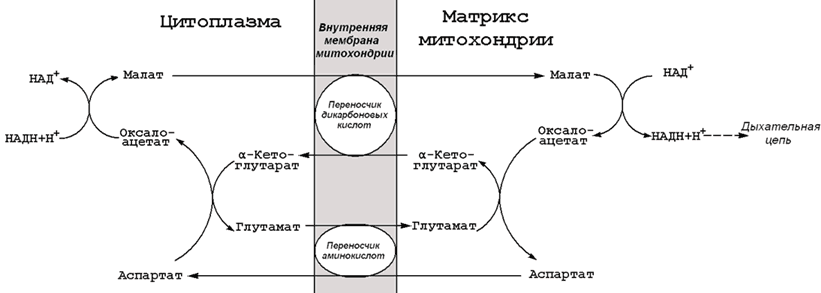 Цитоплазма
Внутренняя
мембрана
митохондрии
Матрикс
митохондрии
НАД+
Малат
Малат
НАД+
Переносчик
дикарбоновых
кислот
НАДН+Н+
Оксало-
ацетат
Оксало-
ацетат
НАДН+Н+
Дыхательная
цепь
α-Кето-
глутарат
α-Кето-
глутарат
Глутамат
Глутамат
Переносчик
аминокислот
Аспартат
Аспартат